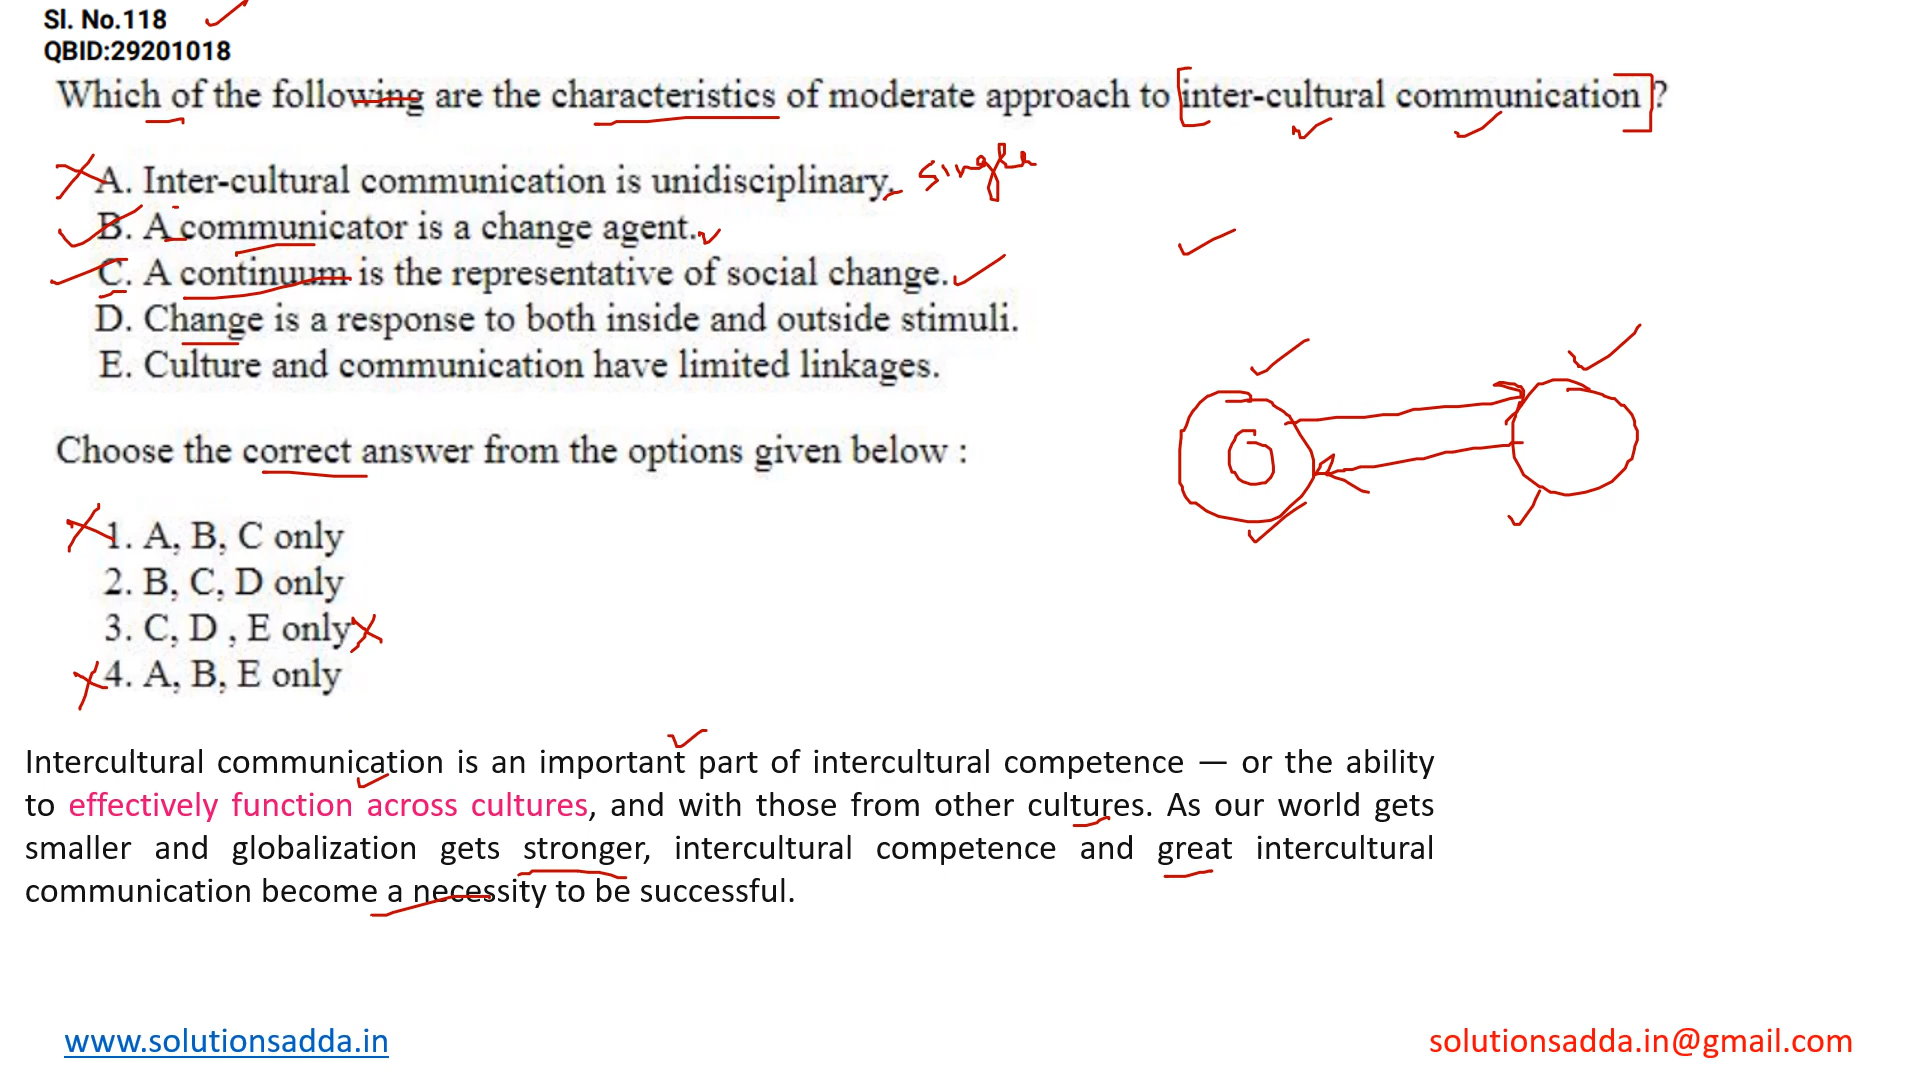 Sl. No.118
QBID:29201018
Which of the following are the characteristics of moderate approach to inter-cultural communication ?
A. Inter-cultural communication is unidisciplinary. single
B. A communicator is a change agent.
C. A continuum is the representative of social change.
D. Change is a response to both inside and outside stimuli.
E. Culture and communication have limited linkages.
Choose the correct answer from the options given below :
1. A, B, C only
2. B, C, D only
3. C, D , E only
4. A, B, E only
Intercultural communication is an important part of intercultural competence — or the ability
to effectively function across cultures, and with those from other cultures. As our world gets
smaller and globalization gets stronger, intercultural competence and great intercultural
communication become a necessity to be successful.
www.solutionsadda.in
solutionsadda.in@gmail.com